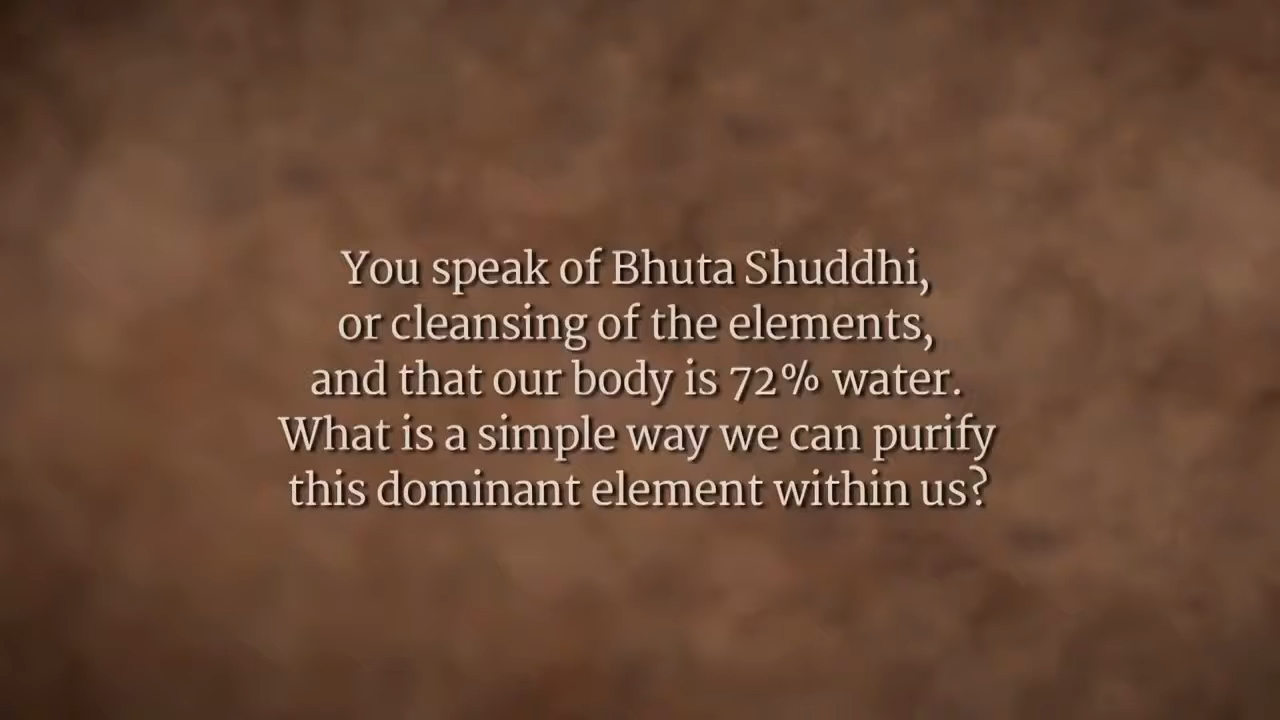 You speak of Bhuta Shuddhi,
or cleansing of the elements,
and that our body is 72% water.
What is a simple way we can purify
this dominant element within us?